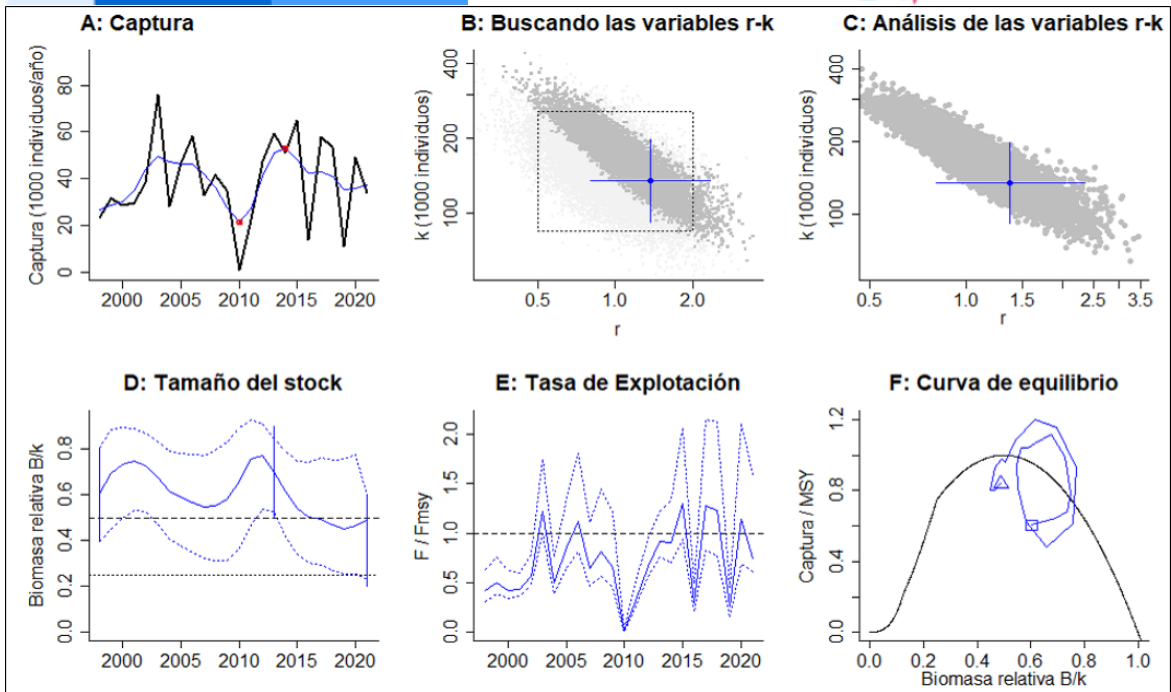 A: Captura
B: Buscando las variables r-k
C: Análisis de las variables r-k
Captura (1000 individuos/año)
0 20 40 60 80
2000 2005 2010 2015 2020
k (1000 individuos)
100 200 400
0.5 1.0 2.0
r
k (1000 individuos)
100 200 400
0.5 1.0 1.5 2.5 3.5
r
D: Tamaño del stock
E: Tasa de Explotación
F: Curva de equilibrio
Biomasa relativa B/k
0.0 0.2 0.4 0.6 0.8
2000 2005 2010 2015 2020
F / Fmsy
0.0 0.5 1.0 1.5 2.0
2000 2005 2010 2015 2020
Captura / MSY
0.0 0.2 0.5 0.8 1.2
0.0 0.2 0.4 0.6 0.8 1.0
Biomasa relativa B/k